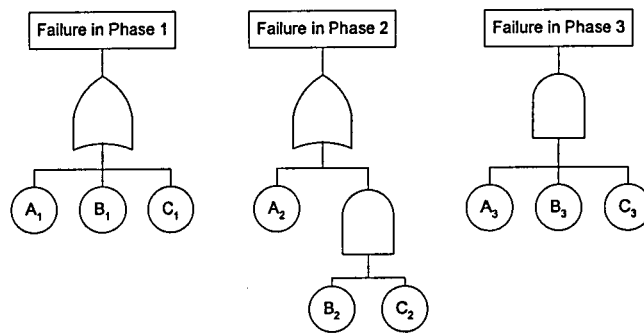 Failure in Phase 1
Failure in Phase 2
Failure in Phase 3
A₁ B₁ C₁
A₂
A₃ B₃ C₃
B₂ C₂